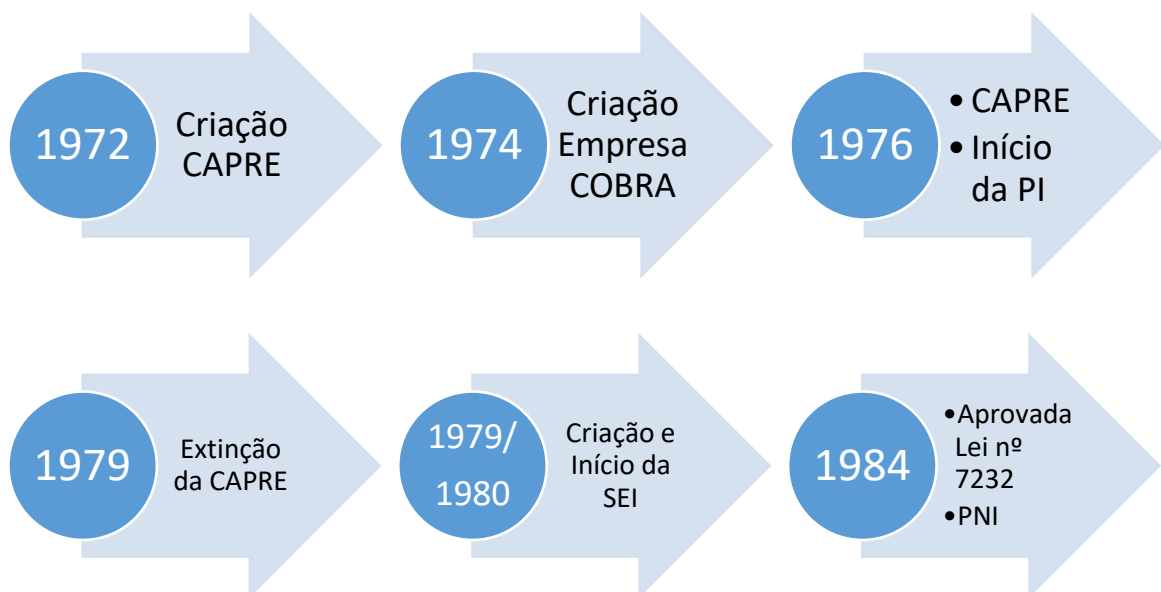 1972
Criação
CAPRE
1974
Criação
Empresa
COBRA
1976
• CAPRE
• Início
da PI
1979
Extinção
da CAPRE
1979/
1980
Criação e
Início da
SEI
1984
•Aprovada
Lei nº
7232
•PNI